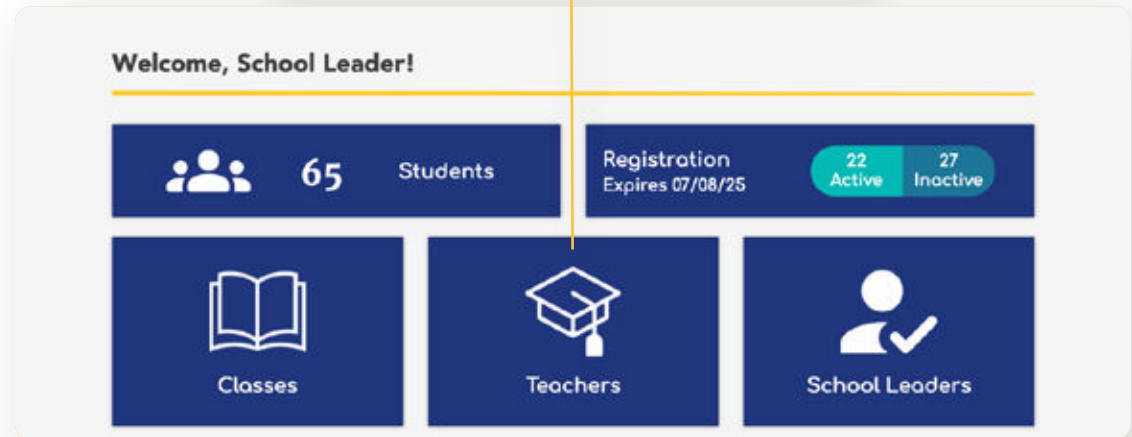 Welcome, School Leader!
65 Students
Registration
Expires 07/08/25
22 Active
27 Inactive
Classes
Teachers
School Leaders